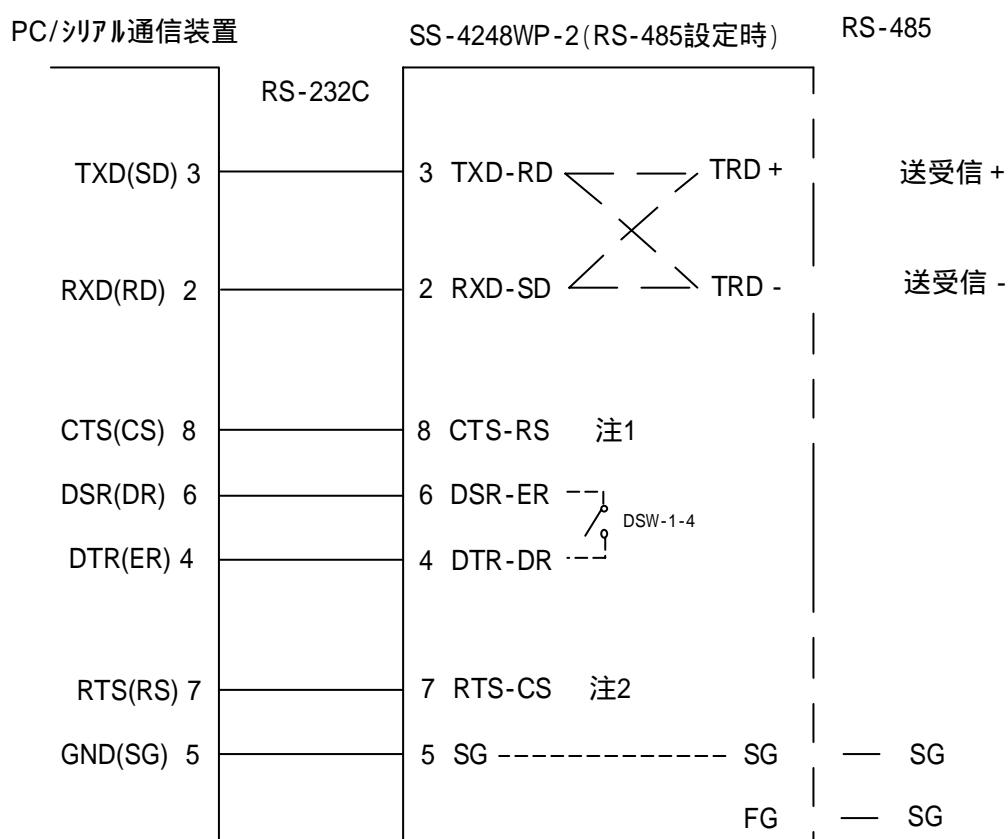 PC/ｼﾘｱﾙ通信装置 SS-4248WP-2(RS-485設定時) RS-485
RS-232C
TXD(SD) 3 3 TXD-RD TRD + 送受信 +
RXD(RD) 2 2 RXD-SD TRD - 送受信 -
CTS(CS) 8 8 CTS-RS 注1
DSR(DR) 6 6 DSR-ER
DSW-1-4
DTR(ER) 4 4 DTR-DR
RTS(RS) 7 7 RTS-CS 注2
GND(SG) 5 5 SG SG SG
FG SG